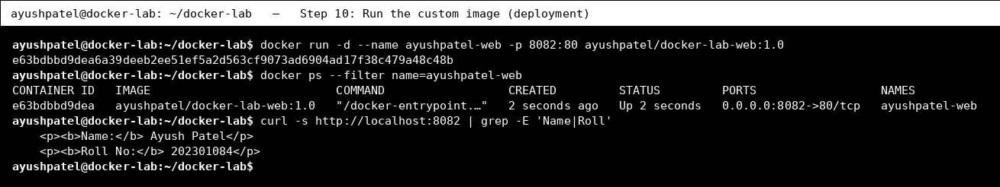 ayushpatel@docker-lab: ~/docker-lab — Step 10: Run the custom image (deployment)
ayushpatel@docker-lab:~/docker-lab$ docker run -d --name ayushpatel-web -p 8082:80 ayushpatel/docker-lab-web:1.0
e63bdbbd9dea6a39deeb2ee51ef5a2d563cf9073ad6904ad17f38c479a48c48b
ayushpatel@docker-lab:~/docker-lab$ docker ps --filter name=ayushpatel-web
CONTAINER ID   IMAGE                           COMMAND                  CREATED         STATUS         PORTS                  NAMES
e63bdbbd9dea   ayushpatel/docker-lab-web:1.0   "/docker-entrypoint.…"   2 seconds ago   Up 2 seconds   0.0.0.0:8082->80/tcp   ayushpatel-web
ayushpatel@docker-lab:~/docker-lab$ curl -s http://localhost:8082 | grep -E 'Name|Roll'
    <p><b>Name:</b> Ayush Patel</p>
    <p><b>Roll No:</b> 202301084</p>
ayushpatel@docker-lab:~/docker-lab$